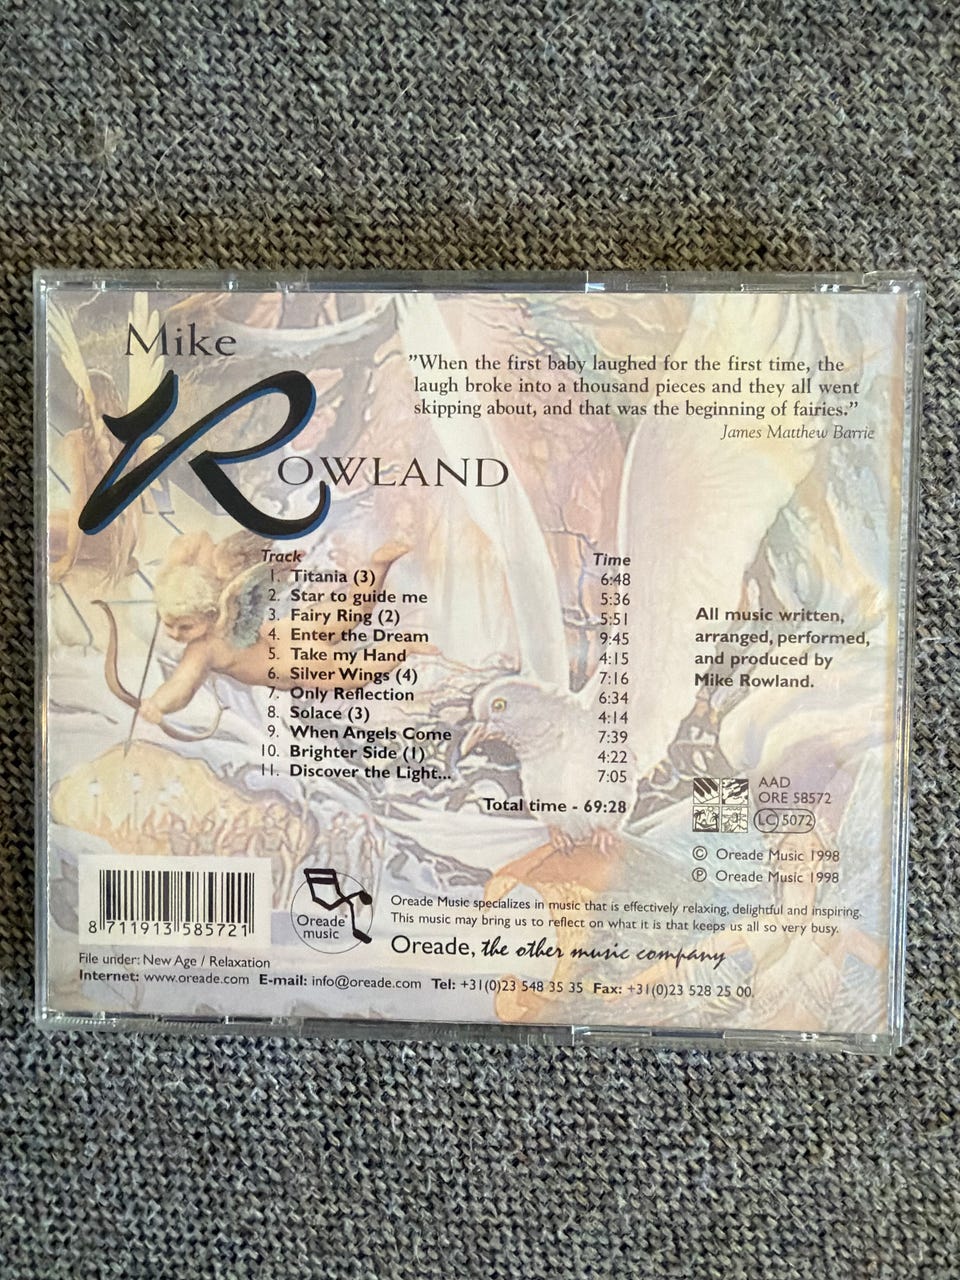 Mike
ROWLAND
"When the first baby laughed for the first time, the
laugh broke into a thousand pieces and they all went
skipping about, and that was the beginning of fairies."
James Matthew Barrie
Track Time
1. Titania (3) 6:48
2. Star to guide me 5:36
3. Fairy Ring (2) 5:51
4. Enter the Dream 9:45
5. Take my Hand 4:15
6. Silver Wings (4) 7:16
7. Only Reflection 6:34
8. Solace (3) 4:14
9. When Angels Come 7:39
10. Brighter Side (1) 4:22
11. Discover the Light... 7:05
Total time - 69:28
All music written,
arranged, performed,
and produced by
Mike Rowland.
AAD
ORE 58572
LC 5072
© Oreade Music 1998
℗ Oreade Music 1998
8 711913 585721
Oreade
music
Oreade Music specializes in music that is effectively relaxing, delightful and inspiring.
This music may bring us to reflect on what it is that keeps us all so very busy.
Oreade, the other music company
File under: New Age / Relaxation
Internet: www.oreade.com E-mail: info@oreade.com Tel: +31(0)23 548 35 35 Fax: +31(0)23 528 25 00.